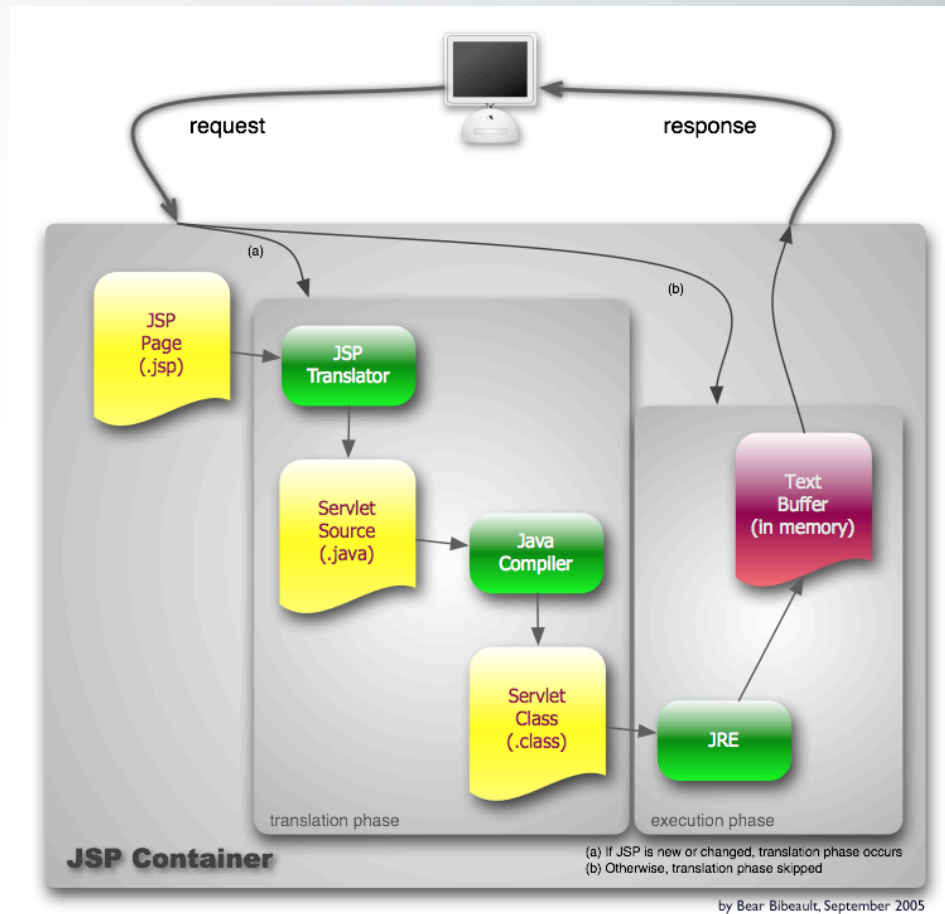 request
response
(a)
(b)
JSP
Page
(.jsp)
JSP
Translator
Servlet
Source
(.java)
Java
Compiler
Servlet
Class
(.class)
Text
Buffer
(in memory)
JRE
translation phase
execution phase
JSP Container
(a) If JSP is new or changed, translation phase occurs
(b) Otherwise, translation phase skipped
by Bear Bibeault, September 2005